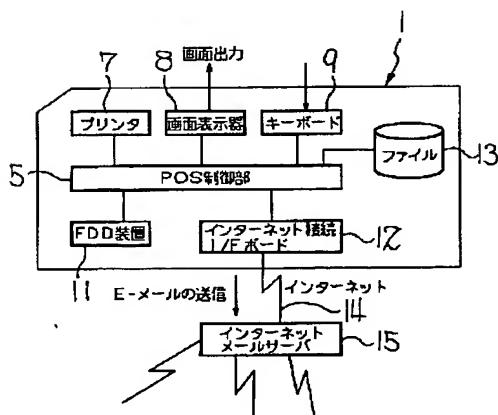 画面出力
1
7
8
9
プリンタ
画面表示器
キーボード
ファイル
13
5
POS制御部
FDD装置
インターネット接続
I/Fボード
12
11
E-メールの送信
インターネット
14
インターネット
メールサーバ
15